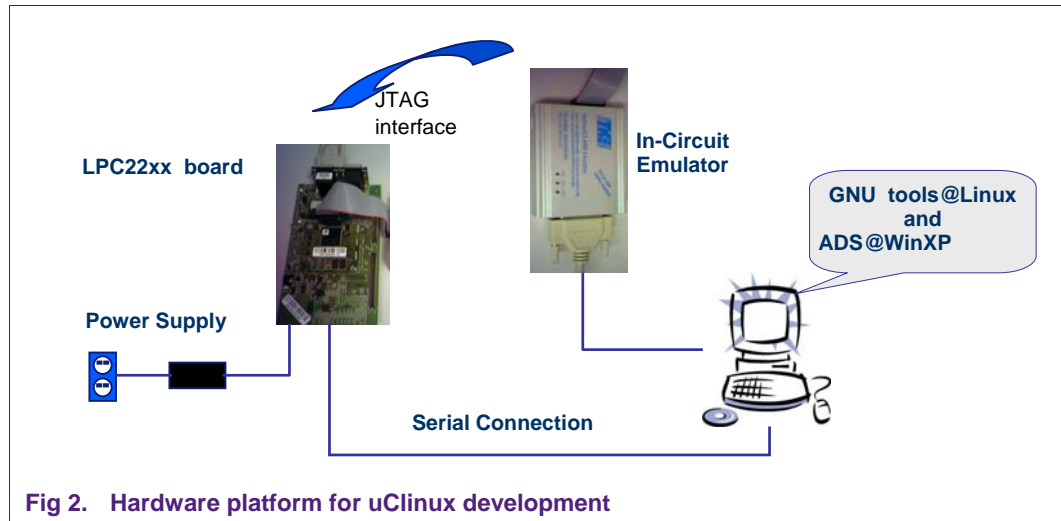 JTAG
interface
In-Circuit
Emulator
LPC22xx board
GNU tools@Linux
and
ADS@WinXP
Power Supply
Serial Connection
Fig 2. Hardware platform for uClinux development